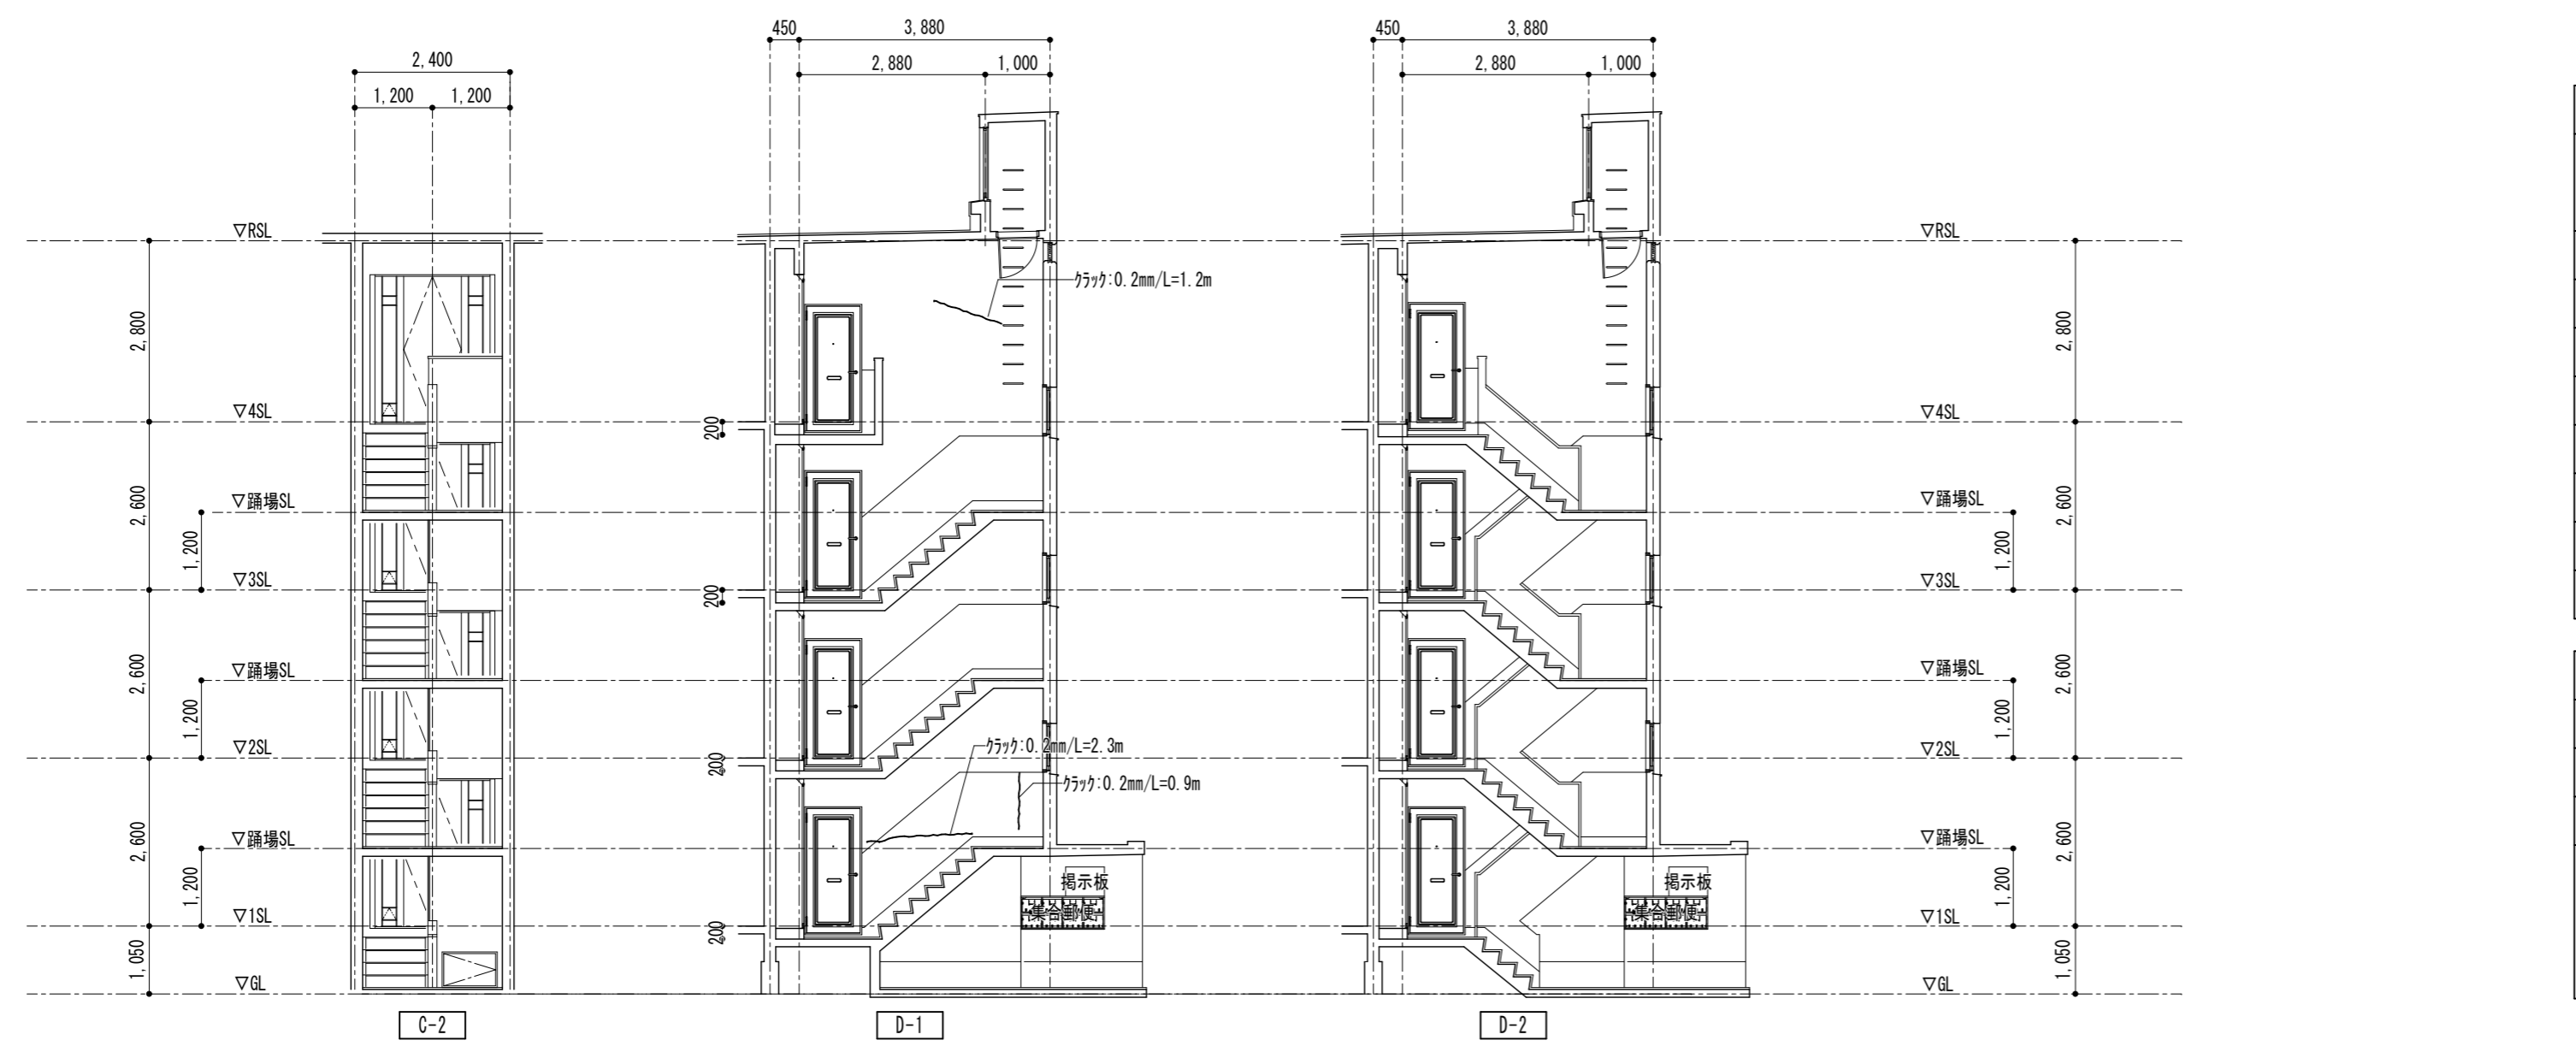 450
3,880
450
3,880
2,400
2,880
1,000
2,880
1,000
1,200
1,200
▽RSL
▽RSL
クラック:0.2mm/L=1.2m
2,800
2,800
▽4SL
200
▽4SL
2,600
▽踊場SL
▽踊場SL
2,600
1,200
1,200
▽3SL
200
▽3SL
2,600
▽踊場SL
▽踊場SL
2,600
1,200
1,200
▽2SL
200
クラック:0.2mm/L=2.3m
▽2SL
クラック:0.2mm/L=0.9m
2,600
▽踊場SL
▽踊場SL
2,600
1,200
掲示板
掲示板
1,200
集合郵便
集合郵便
▽1SL
200
▽1SL
1,050
1,050
▽GL
▽GL
C-2
D-1
D-2